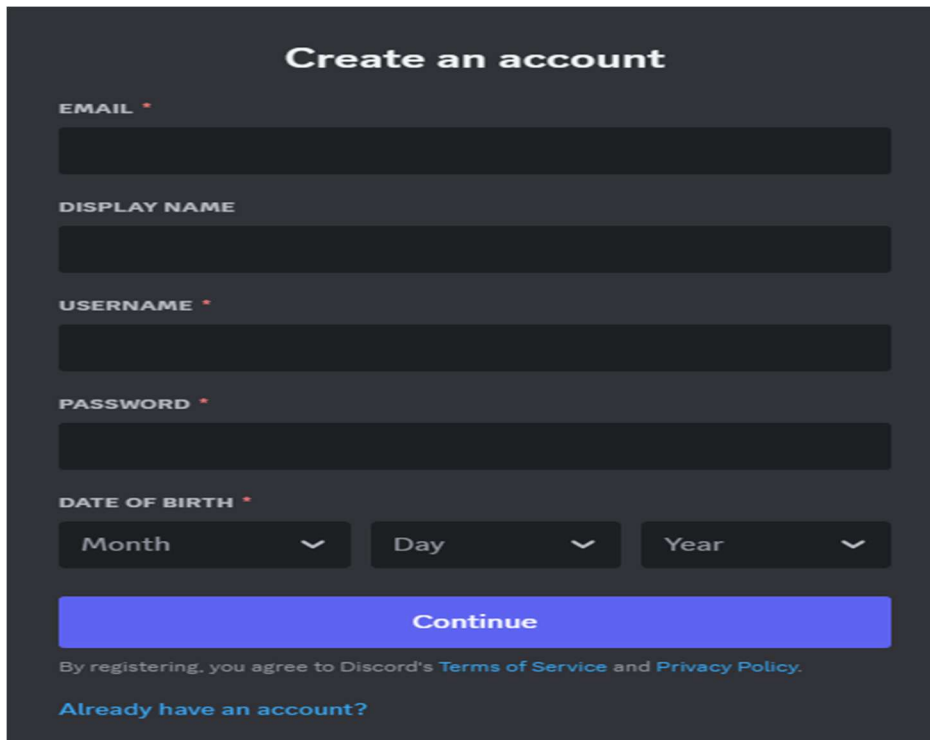 Create an account
EMAIL *
DISPLAY NAME
USERNAME *
PASSWORD *
DATE OF BIRTH *
Month Day Year
Continue
By registering, you agree to Discord's Terms of Service and Privacy Policy.
Already have an account?